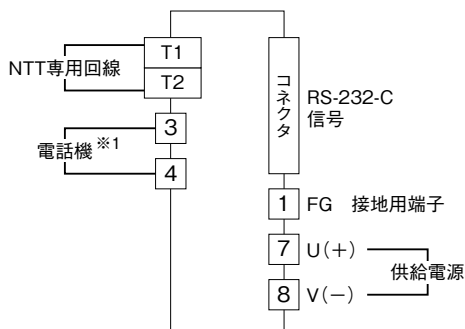 NTT専用回線
T1
T2
電話機※1
3
4
コネクタ
RS-232-C
信号
1
FG 接地用端子
7
U(+)
8
V(−)
供給電源